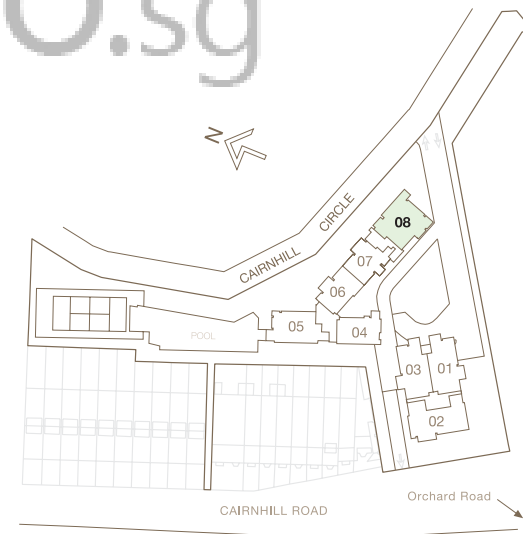 O.sg
N
CAIRNHILL CIRCLE
08
07
06
05
04
03
01
02
POOL
CAIRNHILL ROAD
Orchard Road